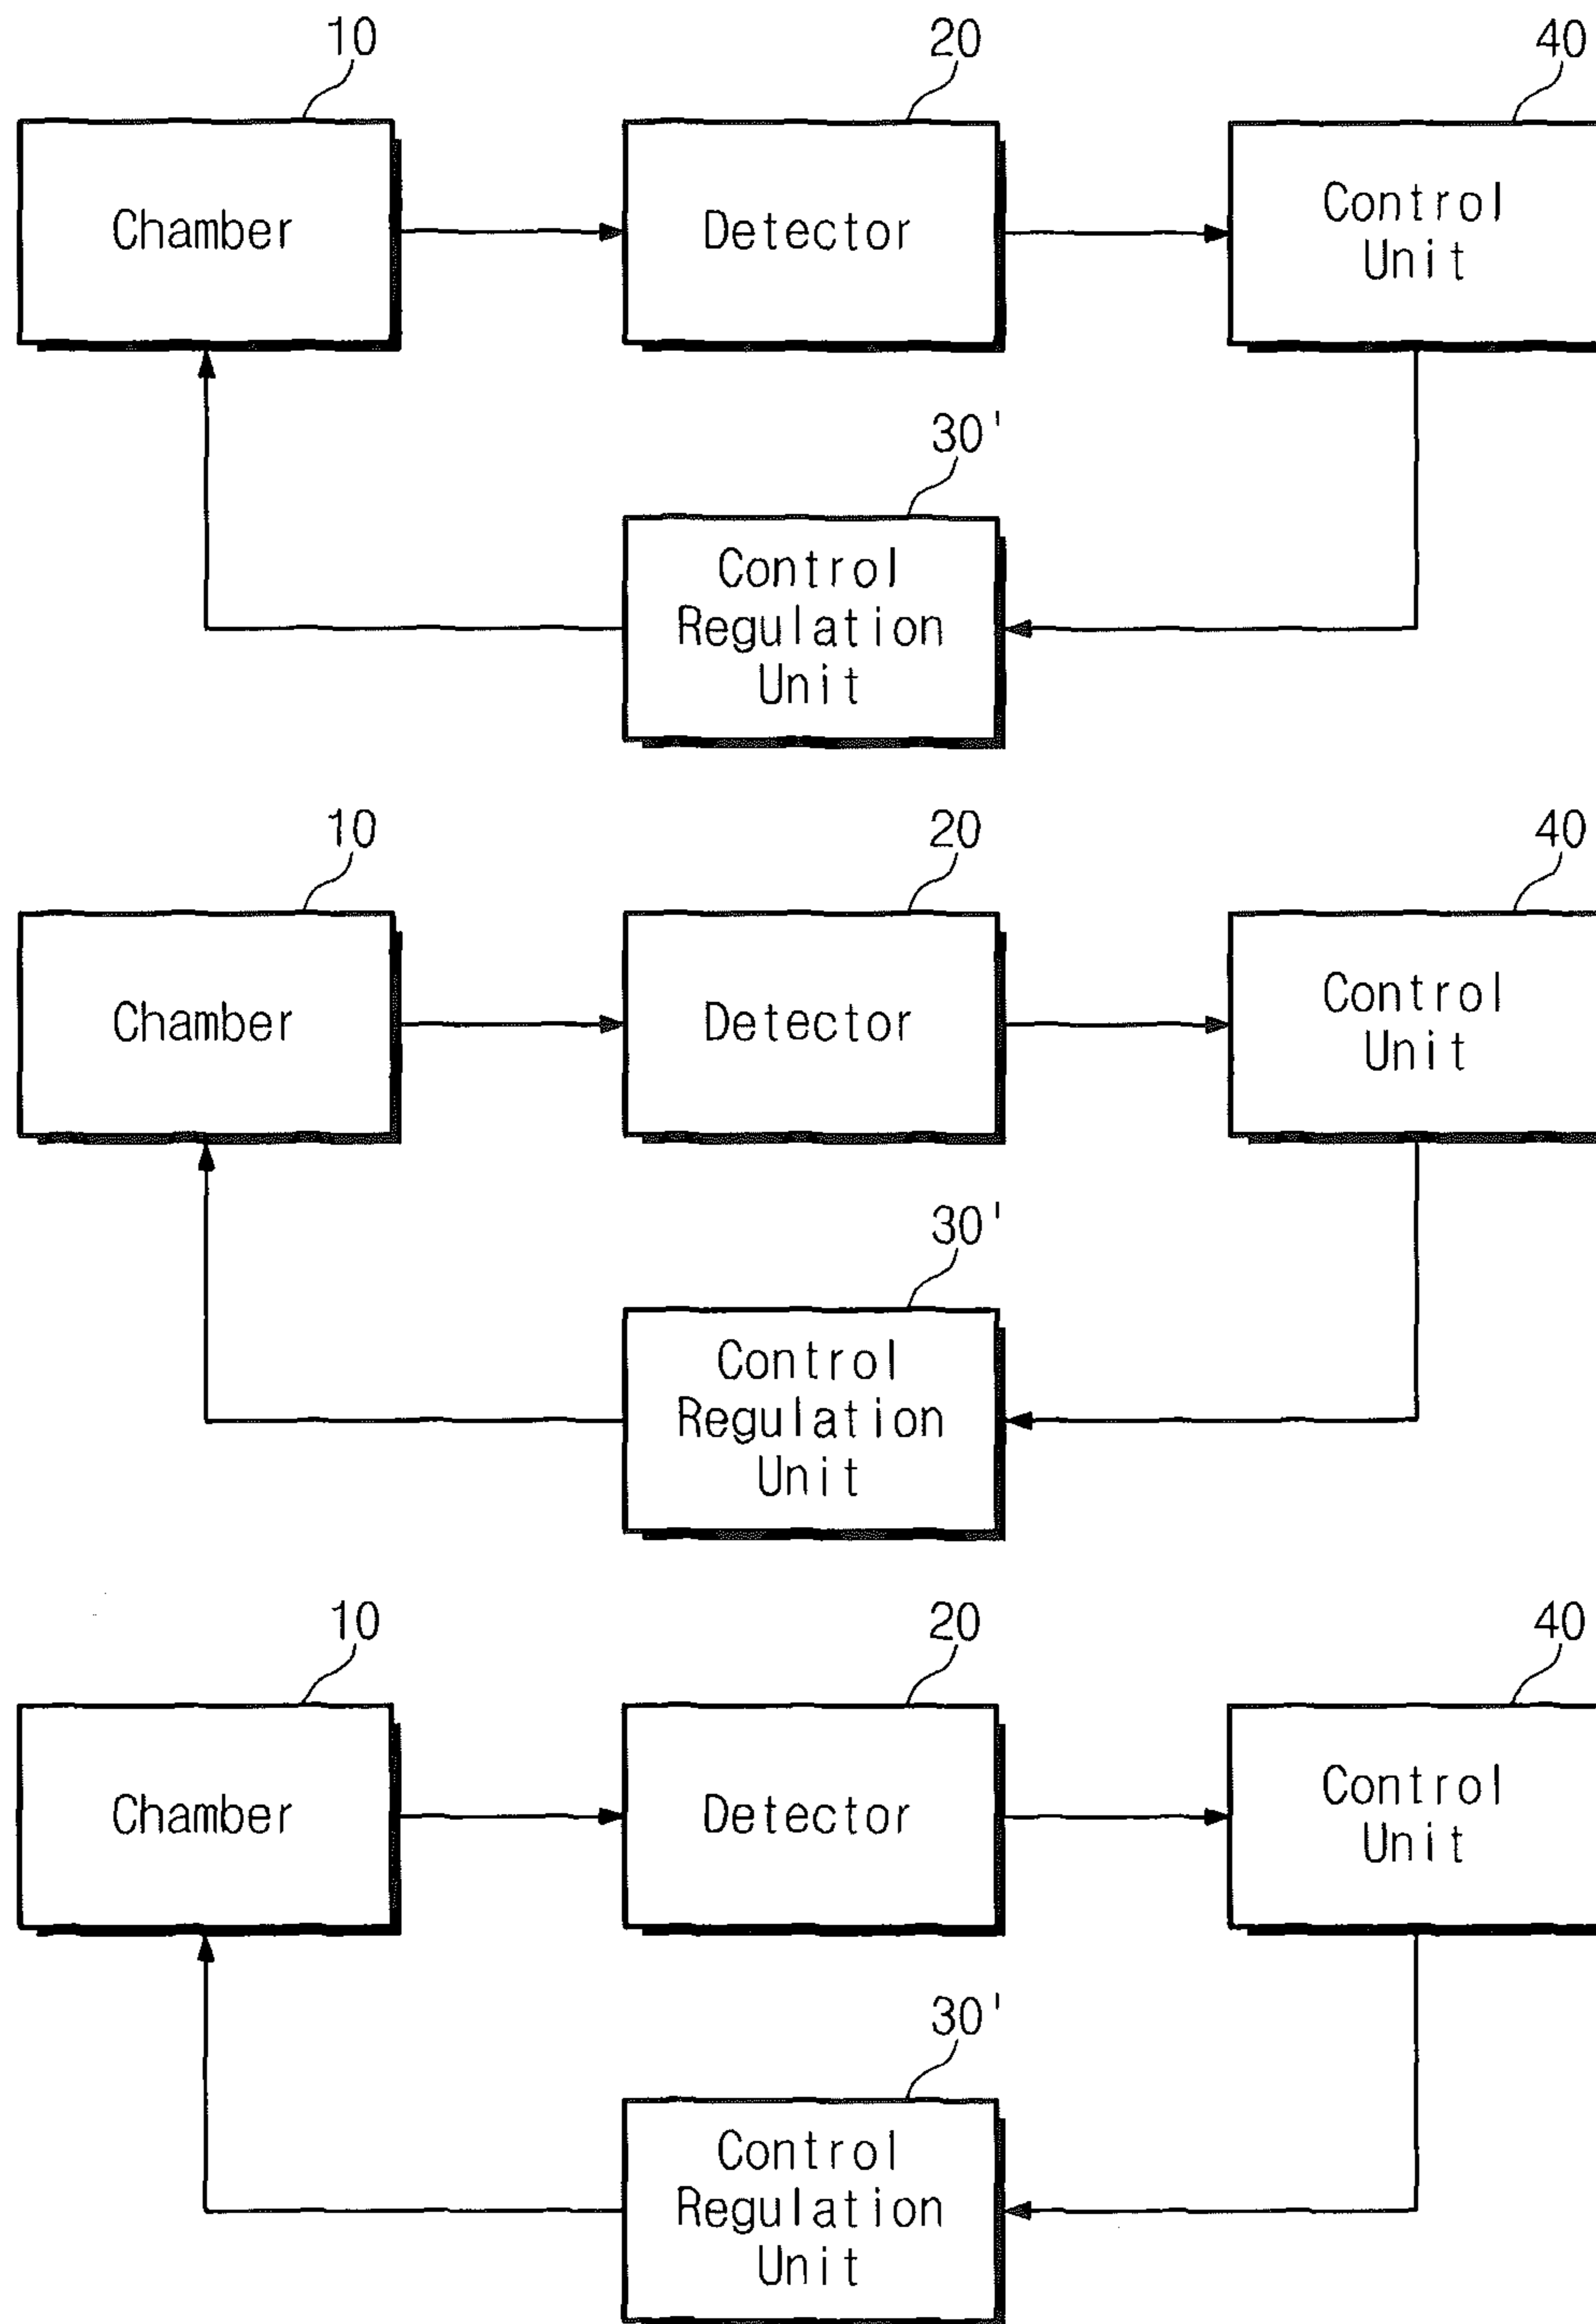 10
20
40
Chamber
Detector
Control
Unit
30'
Control
Regulation
Unit
10
20
40
Chamber
Detector
Control
Unit
30'
Control
Regulation
Unit
10
20
40
Chamber
Detector
Control
Unit
30'
Control
Regulation
Unit